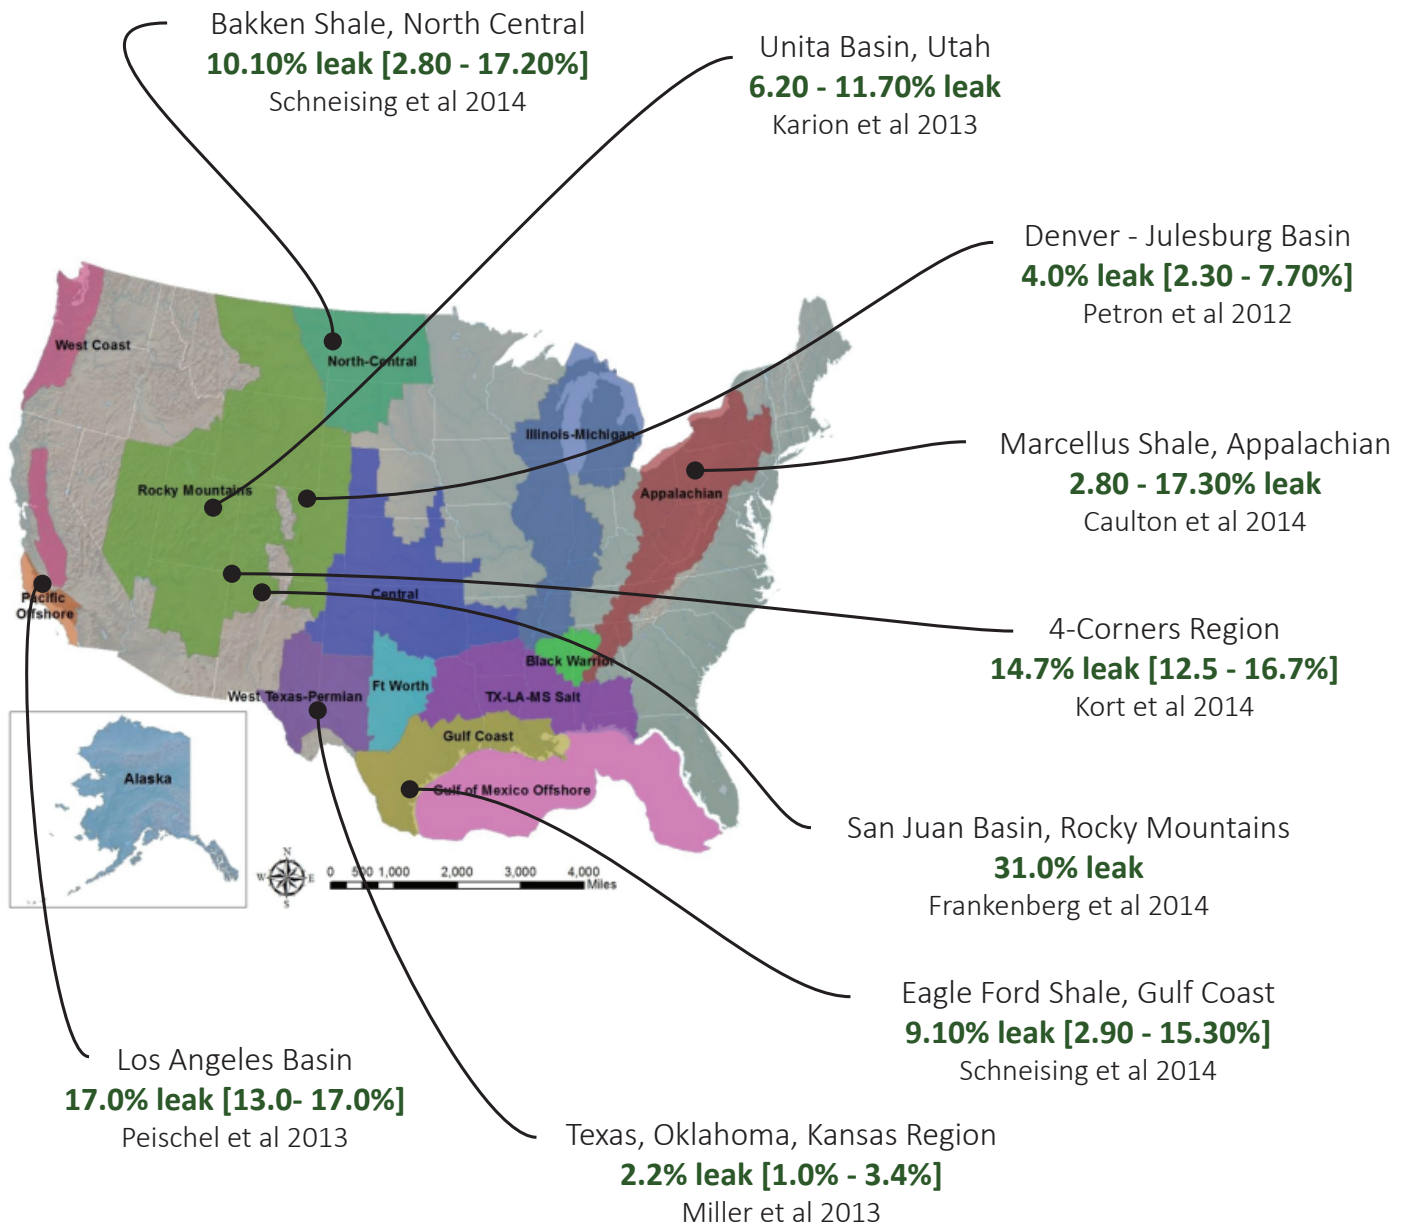 Bakken Shale, North Central
10.10% leak [2.80 - 17.20%]
Schneising et al 2014
Unita Basin, Utah
6.20 - 11.70% leak
Karion et al 2013
Denver - Julesburg Basin
4.0% leak [2.30 - 7.70%]
Petron et al 2012
Marcellus Shale, Appalachian
2.80 - 17.30% leak
Caulton et al 2014
4-Corners Region
14.7% leak [12.5 - 16.7%]
Kort et al 2014
San Juan Basin, Rocky Mountains
31.0% leak
Frankenberg et al 2014
Eagle Ford Shale, Gulf Coast
9.10% leak [2.90 - 15.30%]
Schneising et al 2014
Texas, Oklahoma, Kansas Region
2.2% leak [1.0% - 3.4%]
Miller et al 2013
Los Angeles Basin
17.0% leak [13.0- 17.0%]
Peischel et al 2013
West Coast
North-Central
Illinois-Michigan
Rocky Mountains
Appalachian
Central
Pacific
Offshore
Black Warrior
Ft Worth
West Texas-Permian
TX-LA-MS Salt
Gulf Coast
Gulf of Mexico Offshore
Alaska
N
W E
S
0 500 1,000 2,000 3,000 4,000
Miles